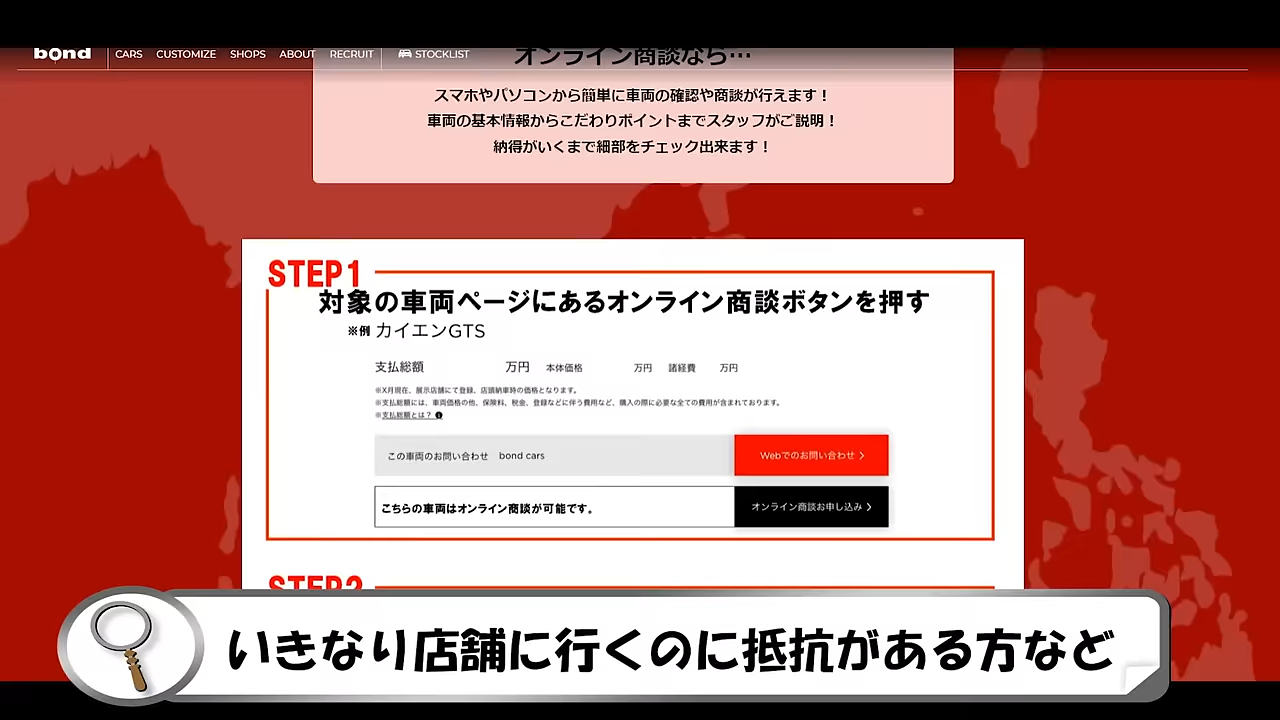 bond CARS CUSTOMIZE SHOPS ABOUT RECRUIT STOCKLIST
オンライン商談なら…
スマホやパソコンから簡単に車両の確認や商談が行えます！
車両の基本情報からこだわりポイントまでスタッフがご説明！
納得がいくまで細部をチェック出来ます！
STEP1
対象の車両ページにあるオンライン商談ボタンを押す
※例 カイエンGTS
支払総額 万円 本体価格 万円 諸経費 万円
※X月現在、展示店舗にて登録、店頭納車時の価格となります。
※支払総額には、車両価格の他、保険料、税金、登録などに伴う費用など、購入の際に必要な全ての費用が含まれております。
※支払総額とは？
この車両のお問い合わせ bond cars Webでのお問い合わせ
こちらの車両はオンライン商談が可能です。 オンライン商談お申し込み
STEP2
いきなり店舗に行くのに抵抗がある方など